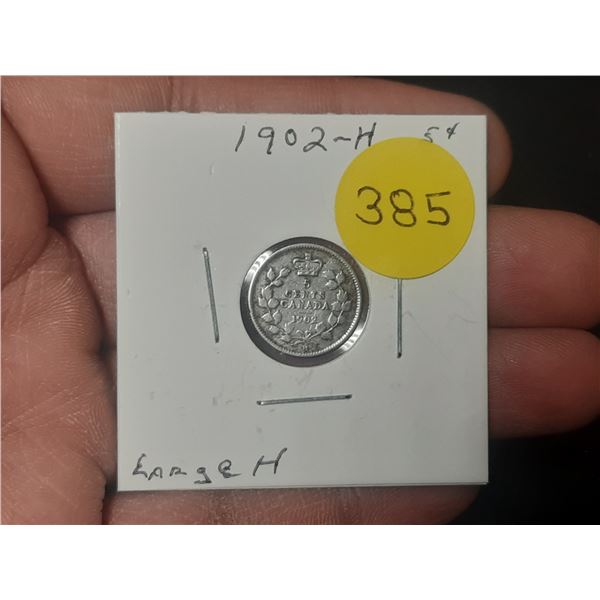 1902-H 5¢
385
5
CENTS
CANADA
1902
Large H